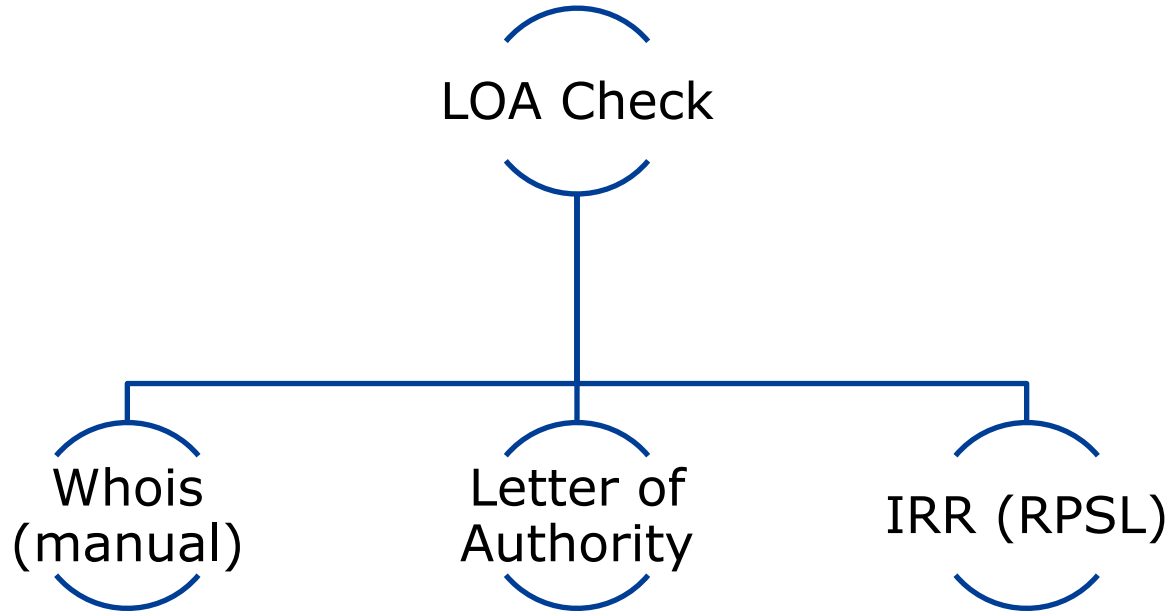 LOA Check
Whois
(manual)
Letter of
Authority
IRR (RPSL)